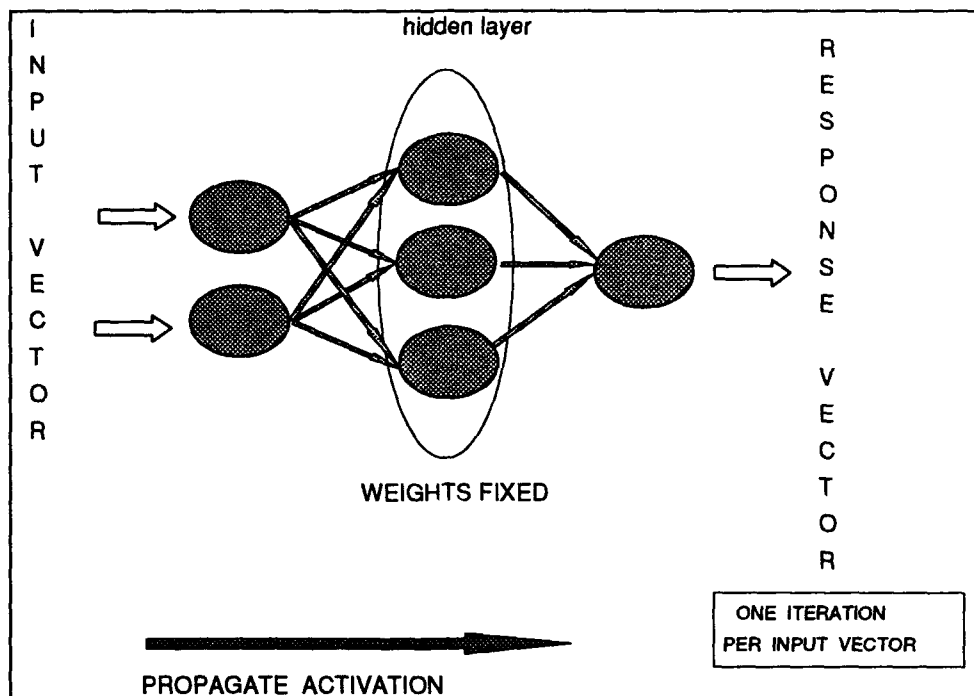 INPUT VECTOR
hidden layer
RESPONSE VECTOR
WEIGHTS FIXED
ONE ITERATION
PER INPUT VECTOR
PROPAGATE ACTIVATION